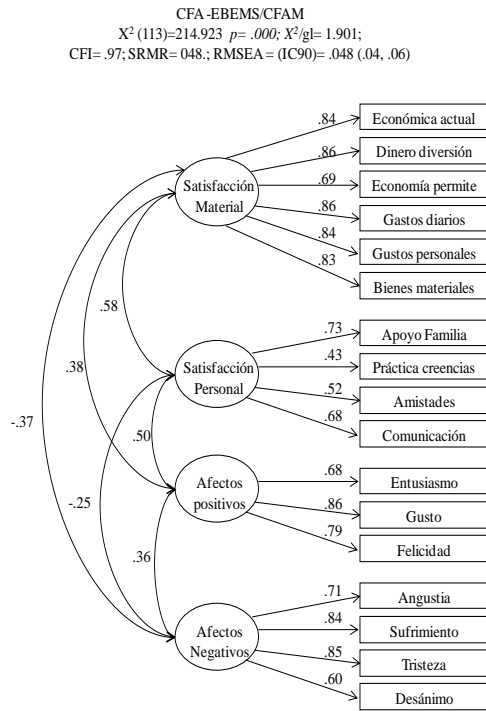 CFA-EBEMS/CFAM
X² (113)=214.923 p= .000; X²/gl= 1.901;
CFI= .97; SRMR= 048.; RMSEA= (IC90)= .048 (.04, .06)
.84
Económica actual
.86
Dinero diversión
Satisfacción
Material
.69
Economía permite
.86
Gastos diarios
.84
Gustos personales
.83
Bienes materiales
.58
.73
Apoyo Familia
.38
Satisfacción
Personal
.43
Práctica creencias
.52
Amistades
-.37
.50
.68
Comunicación
-.25
Afectos
positivos
.68
Entusiasmo
.86
Gusto
.36
.79
Felicidad
.71
Angustia
Afectos
Negativos
.84
Sufrimiento
.85
Tristeza
.60
Desánimo